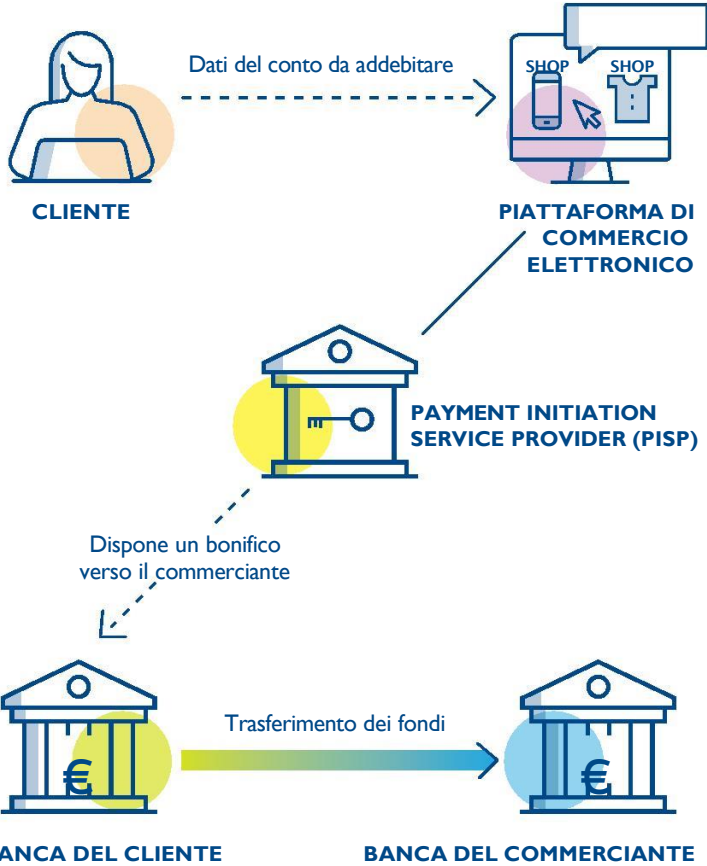 Dati del conto da addebitare
SHOP
SHOP
CLIENTE
PIATTAFORMA DI
COMMERCIO
ELETTRONICO
PAYMENT INITIATION
SERVICE PROVIDER (PISP)
Dispone un bonifico
verso il commerciante
Trasferimento dei fondi
€
€
ANCA DEL CLIENTE
BANCA DEL COMMERCIANTE